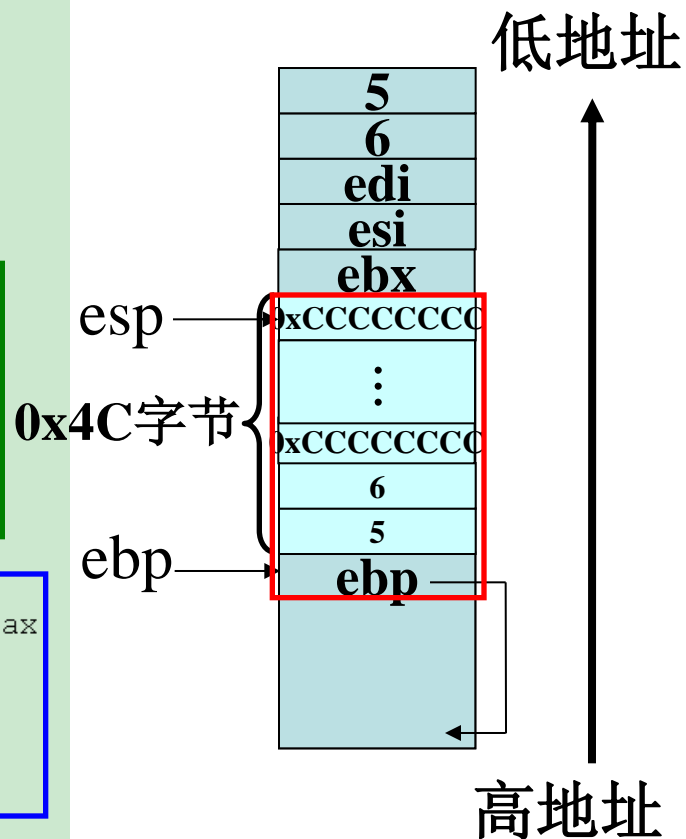 低地址
5
6
edi
esi
ebx
esp
0xCCCCCCCC
⋮
0x4C字节
0xCCCCCCCC
6
5
ebp
ebp
ax
高地址